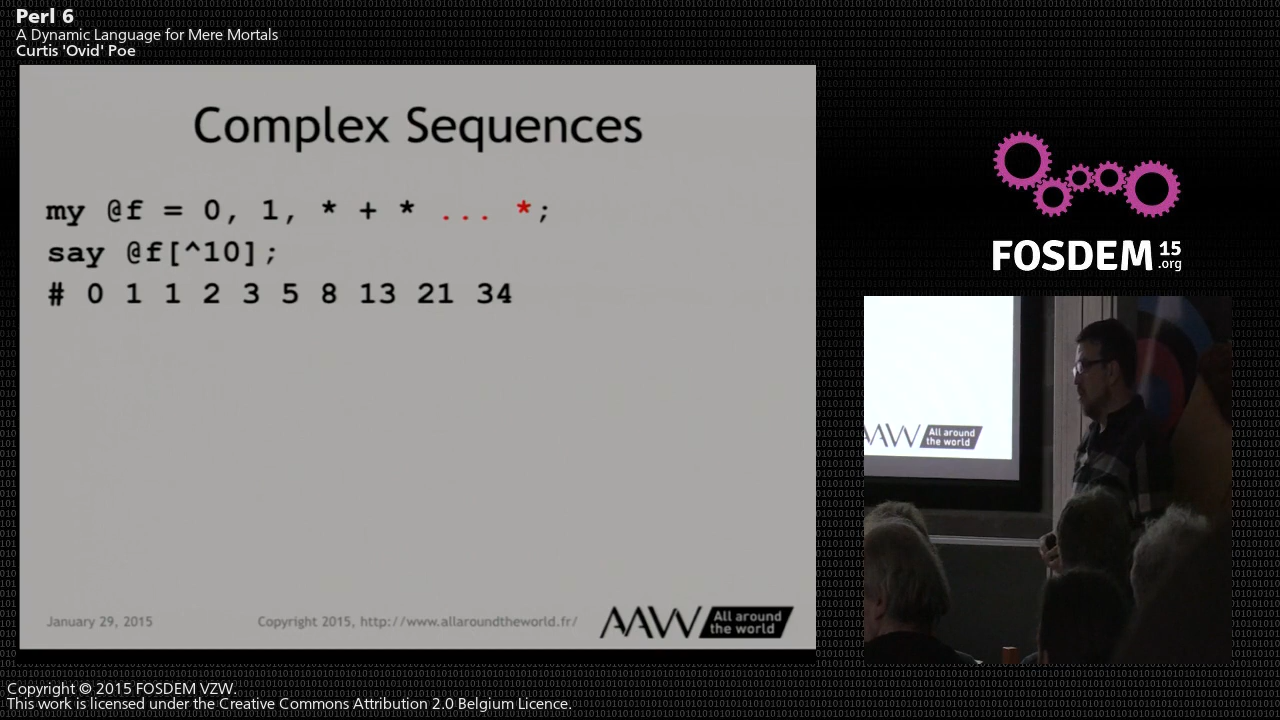 Perl 6
A Dynamic Language for Mere Mortals
Curtis 'Ovid' Poe
Complex Sequences
my @f = 0, 1, * + * ... *;
say @f[^10];
# 0 1 1 2 3 5 8 13 21 34
January 29, 2015
Copyright 2015, http://www.allaroundtheworld.fr/
AAW All around
the world
FOSDEM 15
.org
AAW All around
the world
Copyright © 2015 FOSDEM VZW.
This work is licensed under the Creative Commons Attribution 2.0 Belgium Licence.